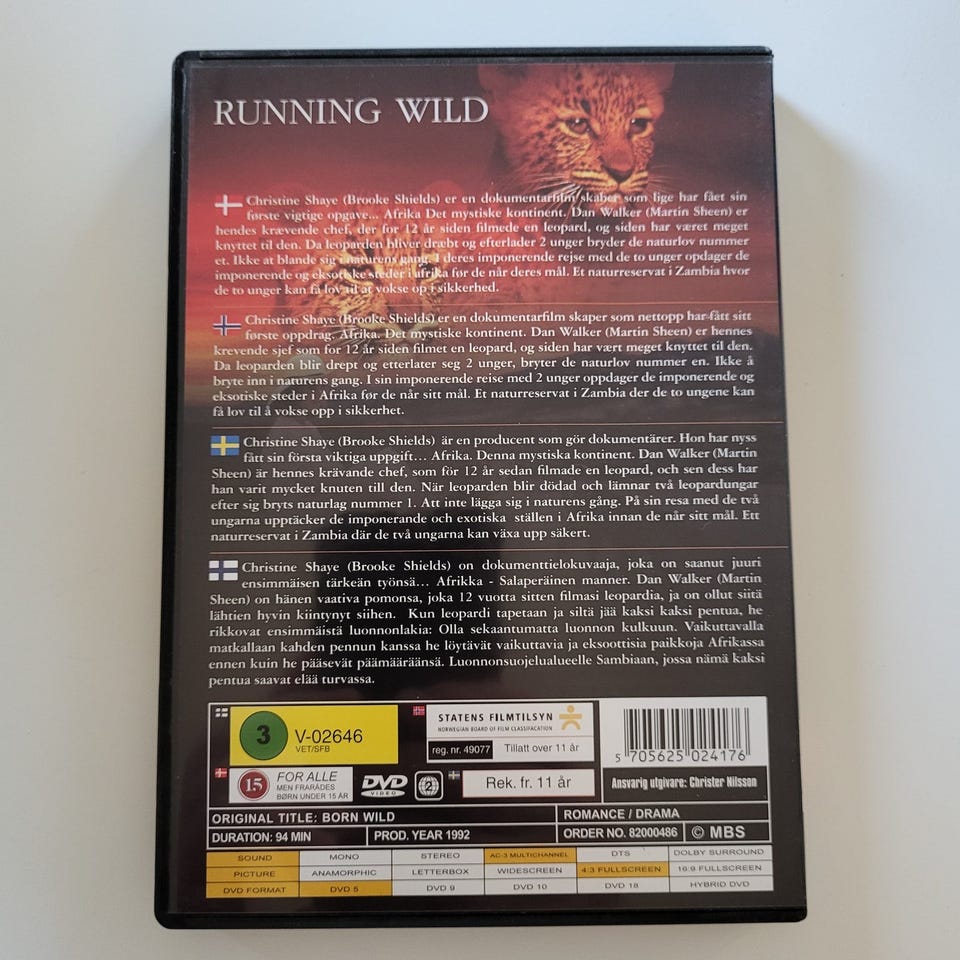 RUNNING WILD
Christine Shaye (Brooke Shields) er en dokumentarfilm skaber som lige har fået sin
første vigtige opgave... Afrika Det mystiske kontinent. Dan Walker (Martin Sheen) er
hendes krævende chef, der for 12 år siden filmede en leopard, og siden har været meget
knyttet til den. Da leoparden bliver dræbt og efterlader 2 unger bryder de naturlov nummer
et. Ikke at blande sig i naturens gang. I deres imponerende rejse med de to unger opdager de
imponerende og eksotiske steder i afrika før de når deres mål. Et naturreservat i Zambia hvor
de to unger kan få lov til at vokse op i sikkerhed.
Christine Shaye (Brooke Shields) er en dokumentarfilm skaper som nettopp har fått sitt
første oppdrag. Afrika. Det mystiske kontinent. Dan Walker (Martin Sheen) er hennes
krevende sjef som for 12 år siden filmet en leopard, og siden har vært meget knyttet til den.
Da leoparden blir drept og etterlater seg 2 unger, bryter de naturlov nummer en. Ikke å
bryte inn i naturens gang. I sin imponerende reise med 2 unger oppdager de imponerende og
eksotiske steder i Afrika før de når sitt mål. Et naturreservat i Zambia der de to ungene kan
få lov til å vokse opp i sikkerhet.
Christine Shaye (Brooke Shields) är en producent som gör dokumentärer. Hon har nyss
fått sin första viktiga uppgift... Afrika. Denna mystiska kontinent. Dan Walker (Martin
Sheen) är hennes krävande chef, som för 12 år sedan filmade en leopard, och sen dess har
han varit mycket knuten till den. När leoparden blir dödad och lämnar två leopardungar
efter sig bryts naturlag nummer 1. Att inte lägga sig i naturens gång. På sin resa med de två
ungarna upptäcker de imponerande och exotiska ställen i Afrika innan de når sitt mål. Ett
naturreservat i Zambia där de två ungarna kan växa upp säkert.
Christine Shaye (Brooke Shields) on dokumenttielokuvaaja, joka on saanut juuri
ensimmäisen tärkeän työnsä... Afrikka - Salaperäinen manner. Dan Walker (Martin
Sheen) on hänen vaativa pomonsa, joka 12 vuotta sitten filmasi leopardia, ja on ollut siitä
lähtien hyvin kiintynyt siihen. Kun leopardi tapetaan ja siltä jää kaksi kaksi pentua, he
rikkovat ensimmäistä luonnonlakia: Olla sekaantumatta luonnon kulkuun. Vaikuttavalla
matkallaan kahden pennun kanssa he löytävät vaikuttavia ja eksoottisia paikkoja Afrikassa
ennen kuin he pääsevät päämääräänsä. Luonnonsuojelualueelle Sambiaan, jossa nämä kaksi
pentua saavat elää turvassa.
3 V-02646
VET/SFB
STATENS FILMTILSYN
NORWEGIAN BOARD OF FILM CLASSIFICATION
reg. nr. 49077 Tillatt over 11 år
5 705625 024176
15 FOR ALLE
MEN FRARÅDES
BØRN UNDER 15 ÅR
DVD
VIDEO
2
Rek. fr. 11 år
Ansvarig utgivare: Christer Nilsson
ORIGINAL TITLE: BORN WILD ROMANCE / DRAMA
DURATION: 94 MIN PROD. YEAR 1992 ORDER NO. 82000486 © MBS
SOUND MONO STEREO AC-3 MULTICHANNEL DTS DOLBY SURROUND
PICTURE ANAMORPHIC LETTERBOX WIDESCREEN 4:3 FULLSCREEN 16:9 FULLSCREEN
DVD FORMAT DVD 5 DVD 9 DVD 10 DVD 18 HYBRID DVD